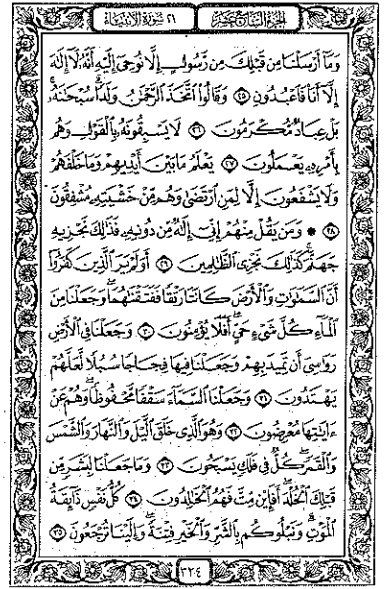 الجزء السابع عشر
٢١ سورة الأنبياء
وَمَآ أَرْسَلْنَا مِن قَبْلِكَ مِن رَّسُولٍ إِلَّا نُوحِىٓ إِلَيْهِ أَنَّهُۥ لَآ إِلَٰهَ
إِلَّآ أَنَا۠ فَٱعْبُدُونِ ٢٥ وَقَالُوا۟ ٱتَّخَذَ ٱلرَّحْمَٰنُ وَلَدًا ۗ سُبْحَٰنَهُۥ ۚ
بَلْ عِبَادٌ مُّكْرَمُونَ ٢٦ لَا يَسْبِقُونَهُۥ بِٱلْقَوْلِ وَهُم
بِأَمْرِهِۦ يَعْمَلُونَ ٢٧ يَعْلَمُ مَا بَيْنَ أَيْدِيهِمْ وَمَا خَلْفَهُمْ
وَلَا يَشْفَعُونَ إِلَّا لِمَنِ ٱرْتَضَىٰ وَهُم مِّنْ خَشْيَتِهِۦ مُشْفِقُونَ
٢٨ ۞ وَمَن يَقُلْ مِنْهُمْ إِنِّىٓ إِلَٰهٌ مِّن دُونِهِۦ فَذَٰلِكَ نَجْزِيهِ
جَهَنَّمَ ۚ كَذَٰلِكَ نَجْزِى ٱلظَّٰلِمِينَ ٢٩ أَوَلَمْ يَرَ ٱلَّذِينَ كَفَرُوٓا۟
أَنَّ ٱلسَّمَٰوَٰتِ وَٱلْأَرْضَ كَانَتَا رَتْقًا فَفَتَقْنَٰهُمَا ۖ وَجَعَلْنَا مِنَ
ٱلْمَآءِ كُلَّ شَىْءٍ حَىٍّ ۖ أَفَلَا يُؤْمِنُونَ ٣٠ وَجَعَلْنَا فِى ٱلْأَرْضِ
رَوَٰسِىَ أَن تَمِيدَ بِهِمْ وَجَعَلْنَا فِيهَا فِجَاجًا سُبُلًا لَّعَلَّهُمْ
يَهْتَدُونَ ٣١ وَجَعَلْنَا ٱلسَّمَآءَ سَقْفًا مَّحْفُوظًا ۖ وَهُمْ عَنْ
ءَايَٰتِهَا مُعْرِضُونَ ٣٢ وَهُوَ ٱلَّذِى خَلَقَ ٱلَّيْلَ وَٱلنَّهَارَ وَٱلشَّمْسَ
وَٱلْقَمَرَ ۖ كُلٌّ فِى فَلَكٍ يَسْبَحُونَ ٣٣ وَمَا جَعَلْنَا لِبَشَرٍ مِّن
قَبْلِكَ ٱلْخُلْدَ ۖ أَفَإِي۟ن مِّتَّ فَهُمُ ٱلْخَٰلِدُونَ ٣٤ كُلُّ نَفْسٍ ذَآئِقَةُ
ٱلْمَوْتِ ۗ وَنَبْلُوكُم بِٱلشَّرِّ وَٱلْخَيْرِ فِتْنَةً ۖ وَإِلَيْنَا تُرْجَعُونَ ٣٥
٣٢٤